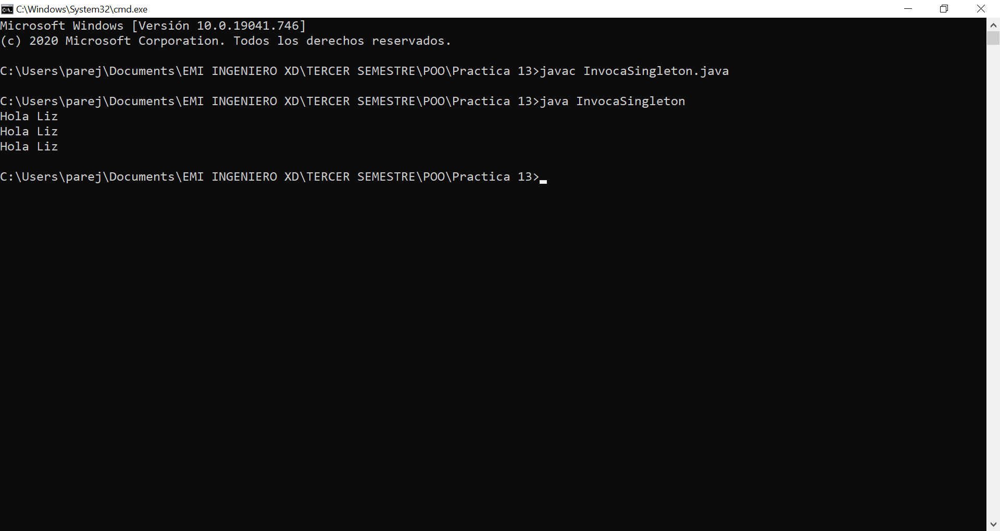 C:\Windows\System32\cmd.exe
Microsoft Windows [Versión 10.0.19041.746]
(c) 2020 Microsoft Corporation. Todos los derechos reservados.
C:\Users\parej\Documents\EMI INGENIERO XD\TERCER SEMESTRE\POO\Practica 13>javac InvocaSingleton.java
C:\Users\parej\Documents\EMI INGENIERO XD\TERCER SEMESTRE\POO\Practica 13>java InvocaSingleton
Hola Liz
Hola Liz
Hola Liz
C:\Users\parej\Documents\EMI INGENIERO XD\TERCER SEMESTRE\POO\Practica 13>